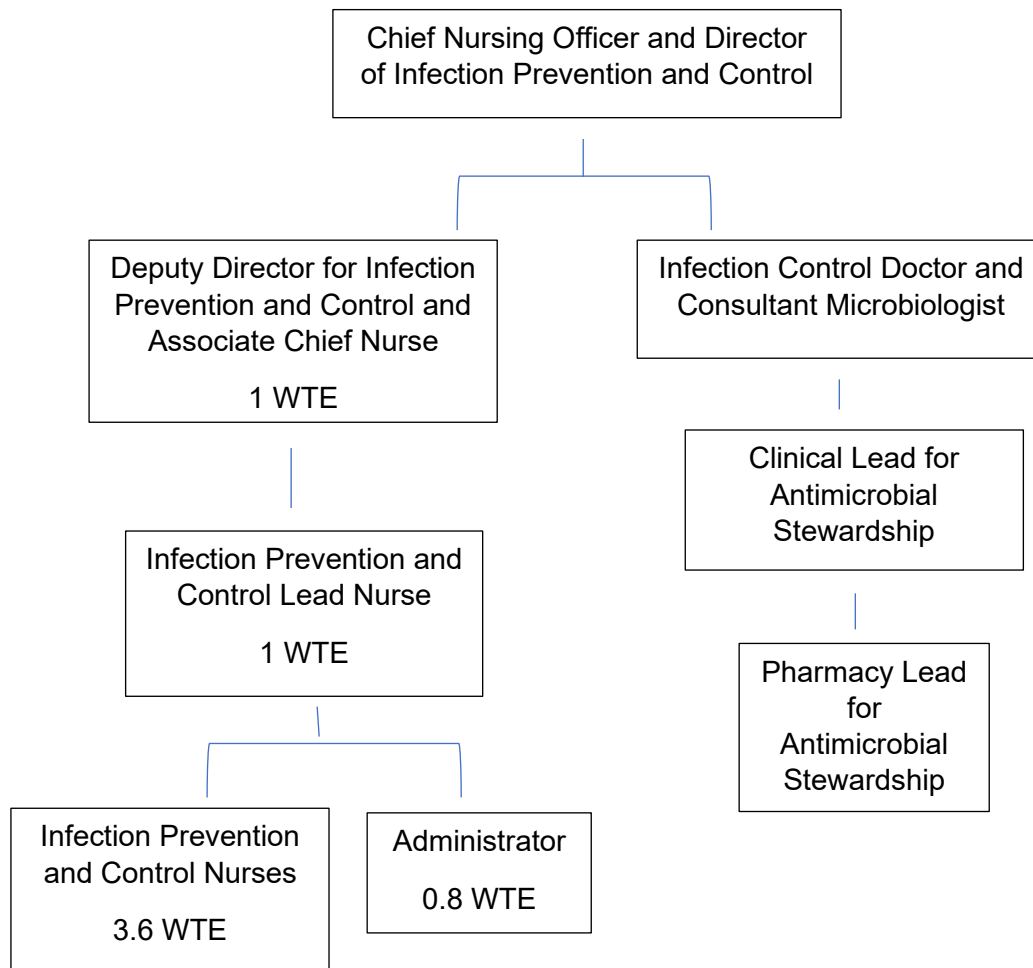 Chief Nursing Officer and Director
of Infection Prevention and Control
Deputy Director for Infection
Prevention and Control and
Associate Chief Nurse
1 WTE
Infection Control Doctor and
Consultant Microbiologist
Clinical Lead for
Antimicrobial
Stewardship
Infection Prevention and
Control Lead Nurse
1 WTE
Pharmacy Lead
for
Antimicrobial
Stewardship
Infection Prevention
and Control Nurses
3.6 WTE
Administrator
0.8 WTE